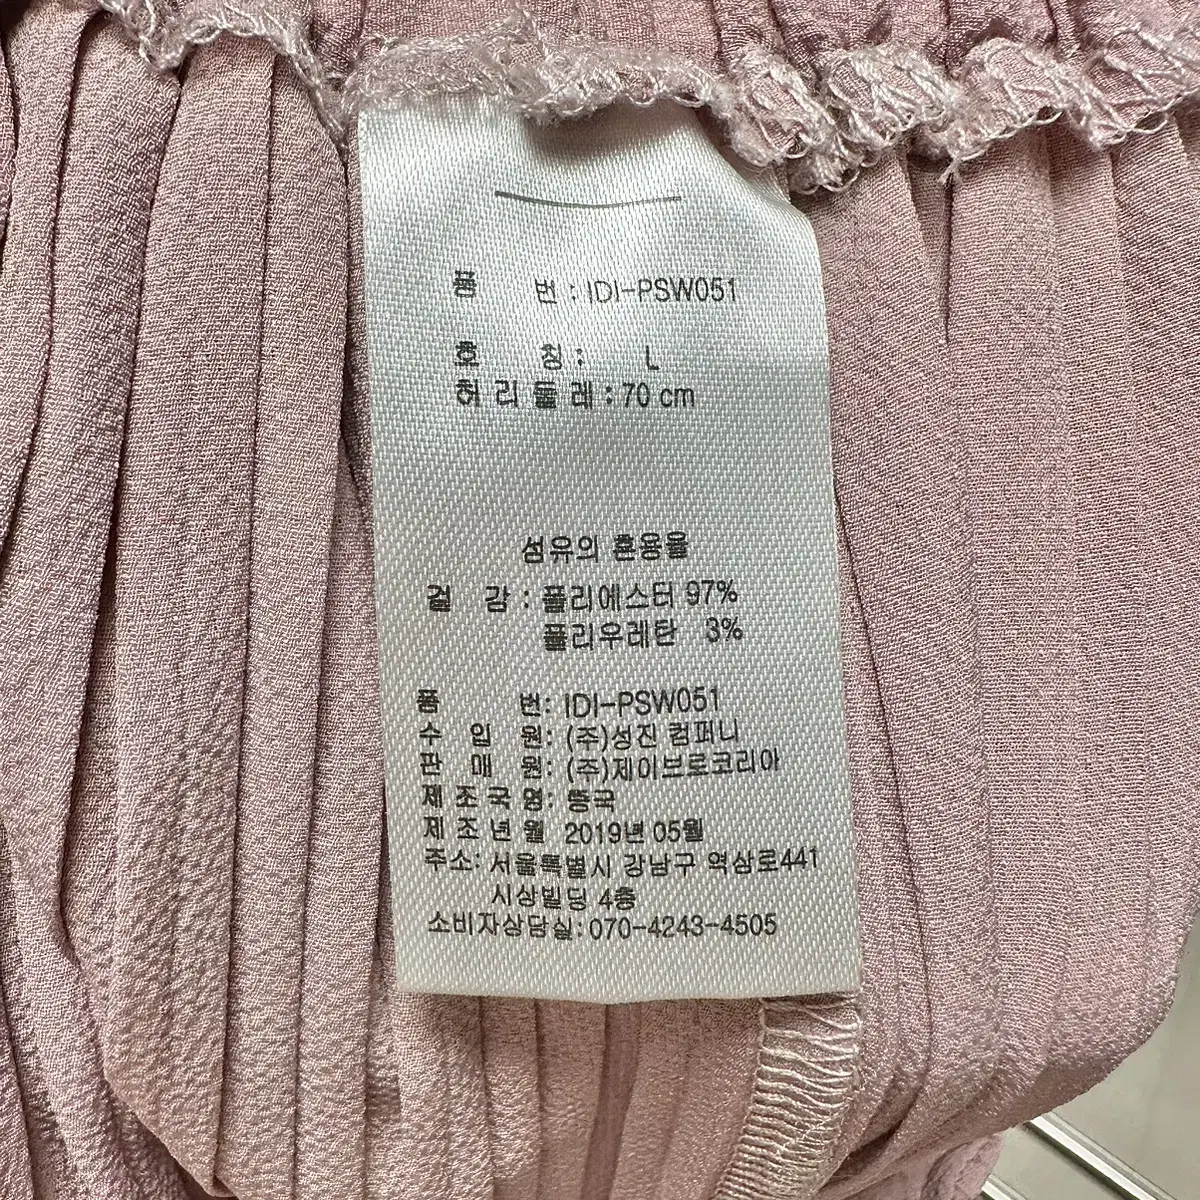 품 번 : IDI-PSW051
호 칭 : L
허리둘레 : 70 cm
섬유의 혼용율
겉 감 : 폴리에스터 97%
폴리우레탄 3%
품 번: IDI-PSW051
수 입 원: (주)성진 컴퍼니
판 매 원: (주)제이브로코리아
제조국명: 중국
제조년월 2019년 05월
주소: 서울특별시 강남구 역삼로441
시상빌딩 4층
소비자상담실: 070-4243-4505